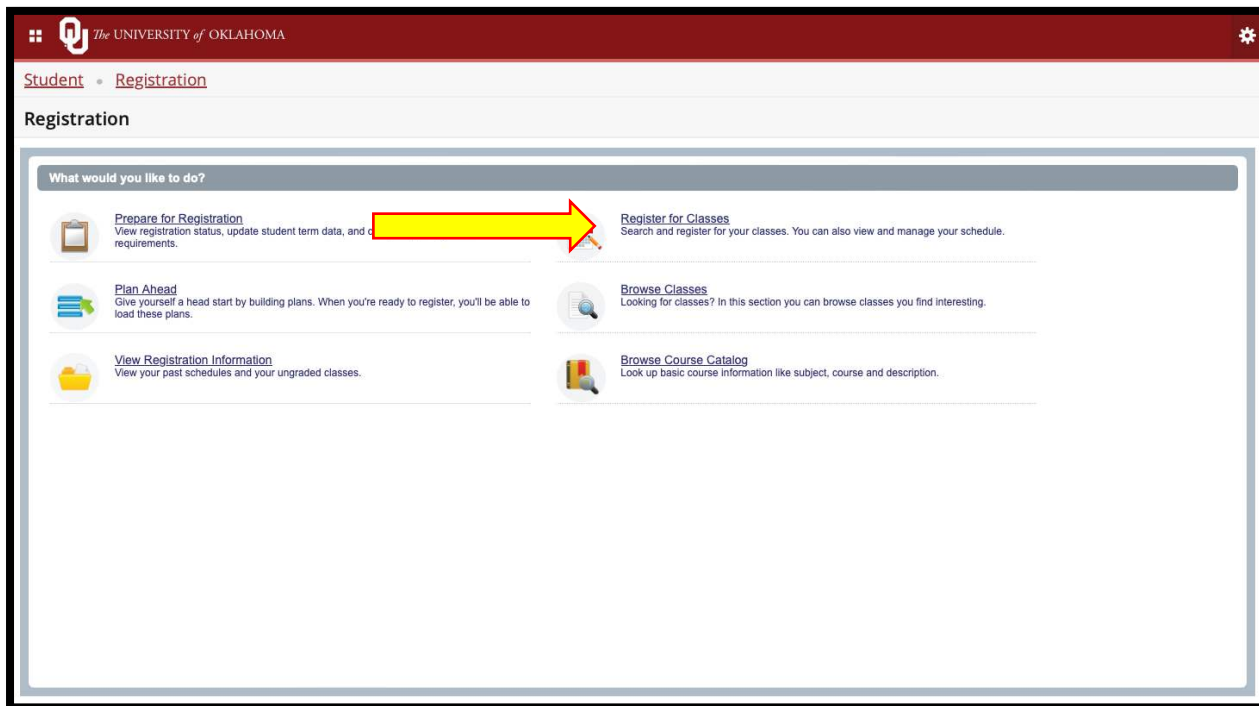 The UNIVERSITY of OKLAHOMA
Student • Registration
Registration
What would you like to do?
Prepare for Registration
View registration status, update student term data, and
requirements.
Register for Classes
Search and register for your classes. You can also view and manage your schedule.
Plan Ahead
Give yourself a head start by building plans. When you're ready to register, you'll be able to
load these plans.
Browse Classes
Looking for classes? In this section you can browse classes you find interesting.
View Registration Information
View your past schedules and your ungraded classes.
Browse Course Catalog
Look up basic course information like subject, course and description.